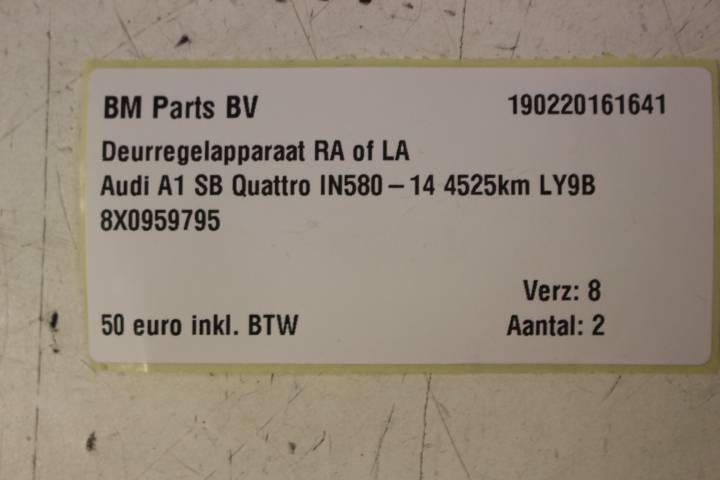 BM Parts BV 190220161641
Deurregelapparaat RA of LA
Audi A1 SB Quattro IN580-14 4525km LY9B
8X0959795
Verz: 8
50 euro inkl. BTW Aantal: 2